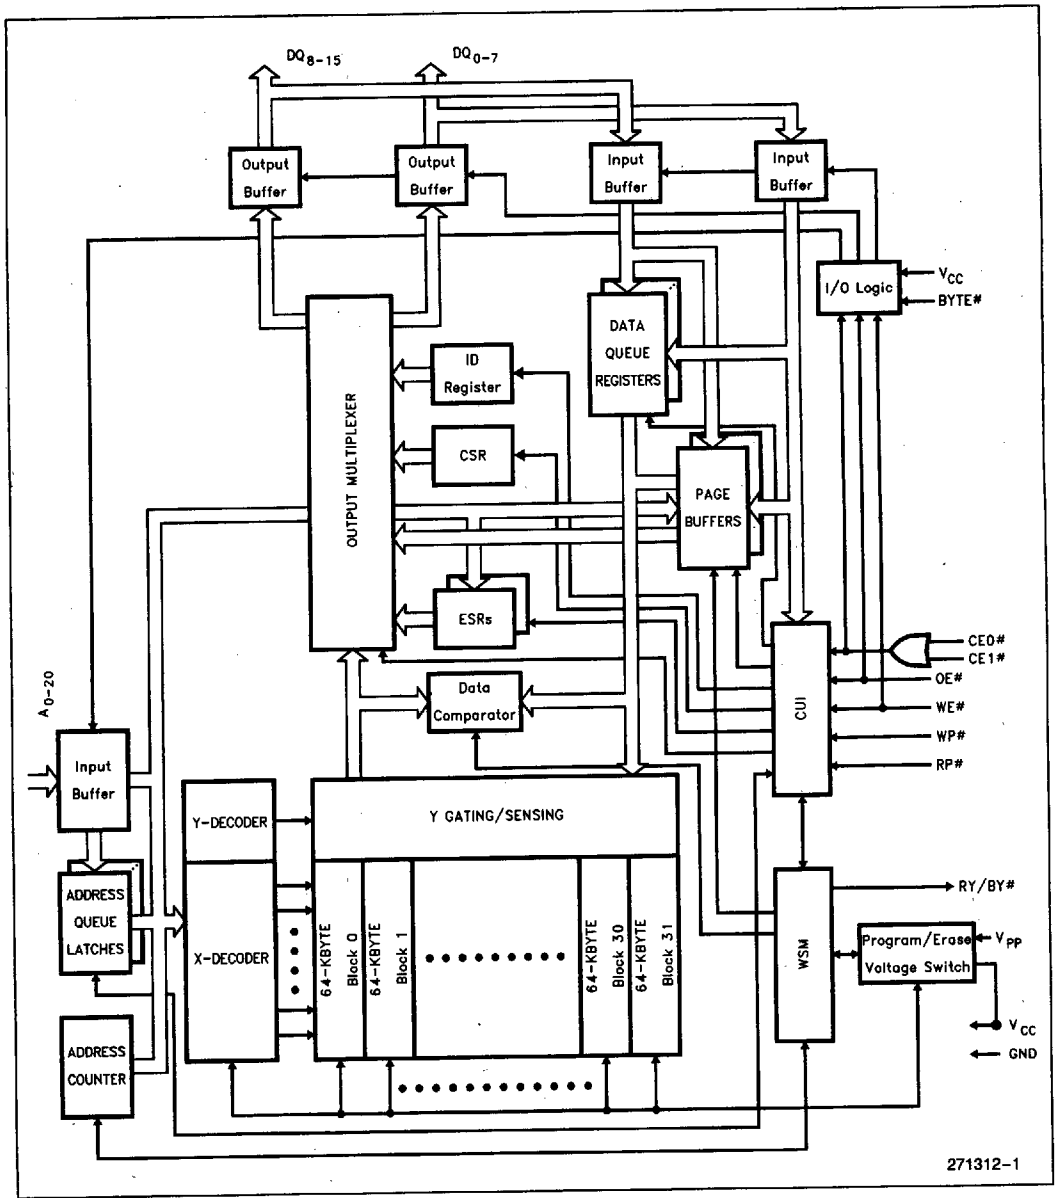 DQ8-15
DQ0-7
Output
Buffer
Output
Buffer
Input
Buffer
Input
Buffer
I/O Logic
VCC
BYTE#
DATA
QUEUE
REGISTERS
ID
Register
OUTPUT MULTIPLEXER
CSR
PAGE
BUFFERS
ESRs
CE0#
CE1#
OE#
WE#
WP#
RP#
CUI
Data
Comparator
A0-20
Input
Buffer
Y-DECODER
Y GATING/SENSING
ADDRESS
QUEUE
LATCHES
X-DECODER
64-KBYTE
Block 0
64-KBYTE
Block 1
64-KBYTE
Block 30
64-KBYTE
Block 31
WSM
RY/BY#
Program/Erase
Voltage Switch
VPP
VCC
GND
ADDRESS
COUNTER
271312-1